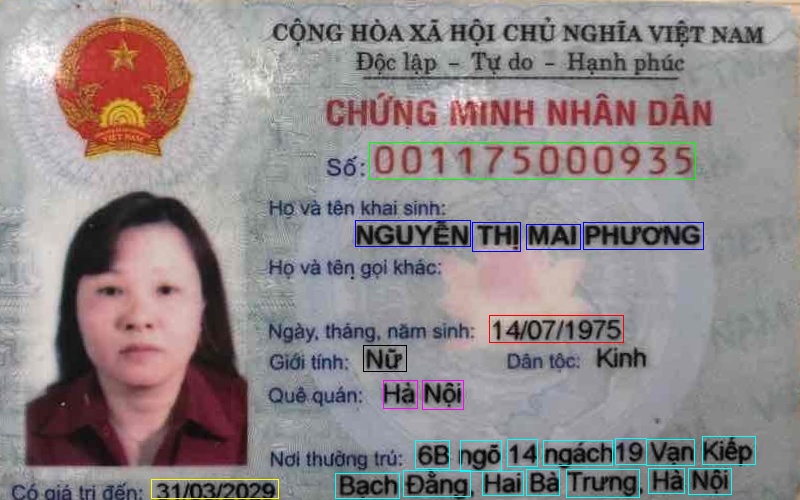 CỘNG HÒA XÃ HỘI CHỦ NGHĨA VIỆT NAM
Độc lập - Tự do - Hạnh phúc
CHỨNG MINH NHÂN DÂN
Số: 001175000935
Họ và tên khai sinh:
NGUYỄN THỊ MAI PHƯƠNG
Họ và tên gọi khác:
Ngày, tháng, năm sinh: 14/07/1975
Giới tính: Nữ Dân tộc: Kinh
Quê quán: Hà Nội
Nơi thường trú: 6B ngõ 14 ngách19 Vạn Kiếp
Bạch Đằng, Hai Bà Trưng, Hà Nội
Có giá trị đến: 31/03/2029
VIỆT NAM